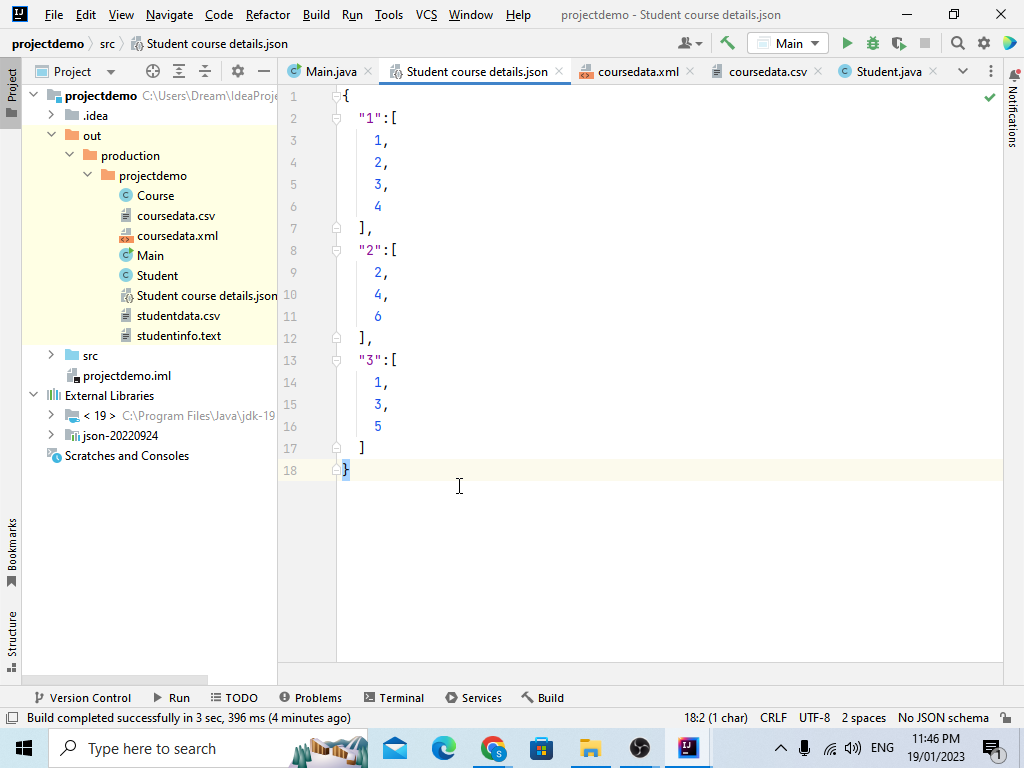 File Edit View Navigate Code Refactor Build Run Tools VCS Window Help projectdemo - Student course details.json
projectdemo src Student course details.json Main
Project
Project
Main.java Student course details.json coursedata.xml coursedata.csv Student.java
Notifications
projectdemo C:\Users\Dream\IdeaProje
.idea
out
production
projectdemo
Course
coursedata.csv
coursedata.xml
Main
Student
Student course details.json
studentdata.csv
studentinfo.text
src
projectdemo.iml
External Libraries
< 19 > C:\Program Files\Java\jdk-19
json-20220924
Scratches and Consoles
1 {
2 "1":[
3 1,
4 2,
5 3,
6 4
7 ],
8 "2":[
9 2,
10 4,
11 6
12 ],
13 "3":[
14 1,
15 3,
16 5
17 ]
18 }
Bookmarks
Structure
Version Control Run TODO Problems Terminal Services Build
Build completed successfully in 3 sec, 396 ms (4 minutes ago) 18:2 (1 char) CRLF UTF-8 2 spaces No JSON schema
Type here to search
ENG
11:46 PM
19/01/2023
1